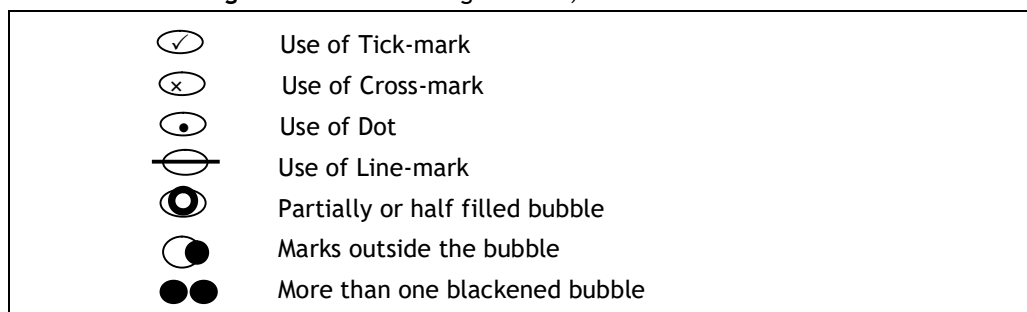 Use of Tick-mark
Use of Cross-mark
Use of Dot
Use of Line-mark
Partially or half filled bubble
Marks outside the bubble
More than one blackened bubble